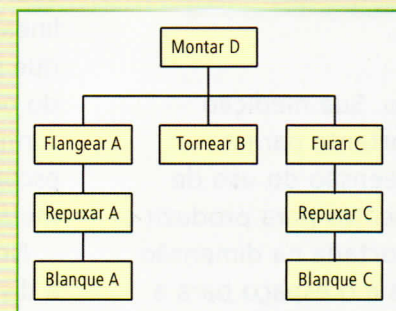 Montar D
Flangear A
Tornear B
Furar C
Repuxar A
Repuxar C
Blanque A
Blanque C